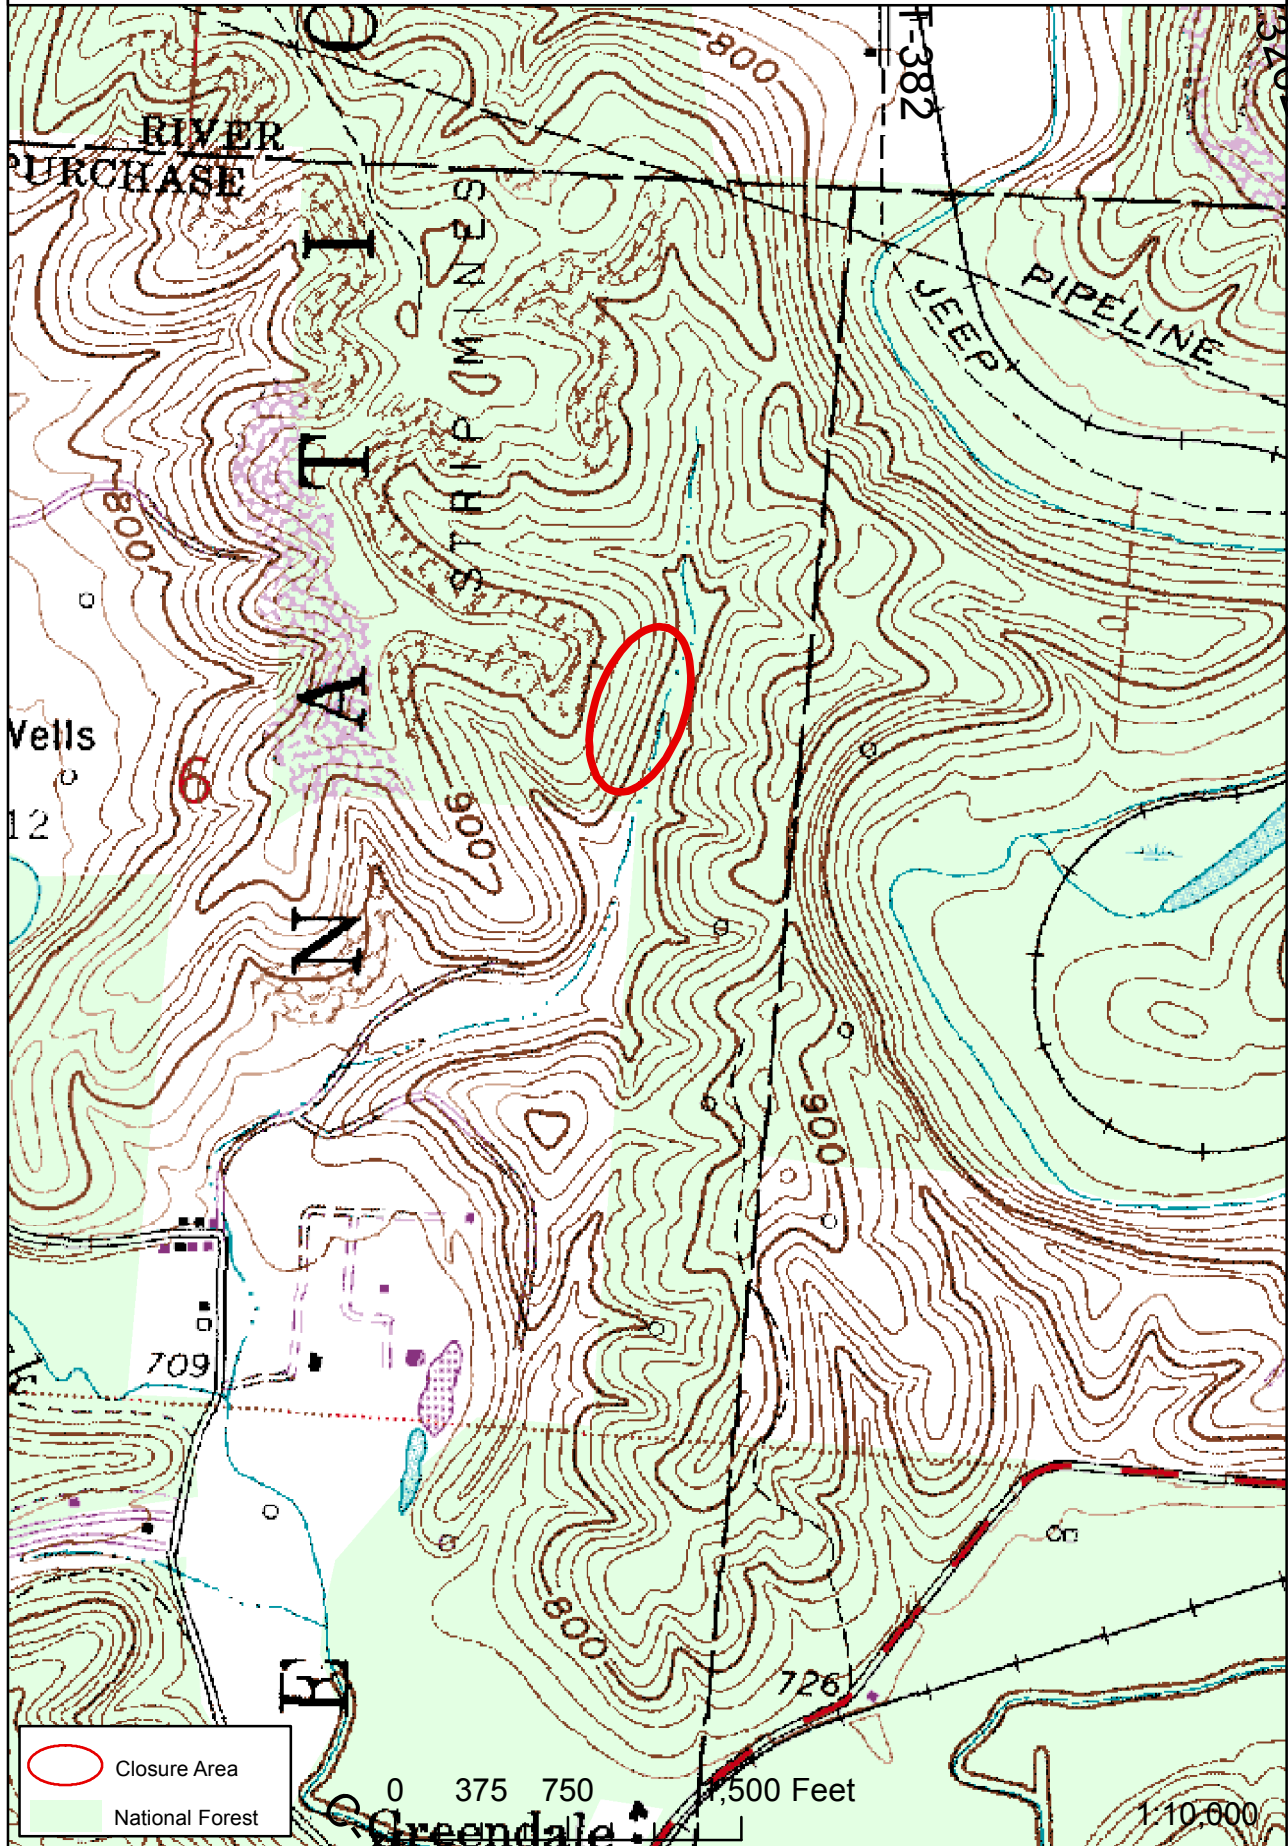 800
T-382
RIVER
PURCHASE
O
I
T
A
N
E
STRIP MINES
PIPELINE
JEEP
800
Wells
6
12
900
900
709
800
726
Closure Area
National Forest
0 375 750 1,500 Feet
Greendale
1:10,000